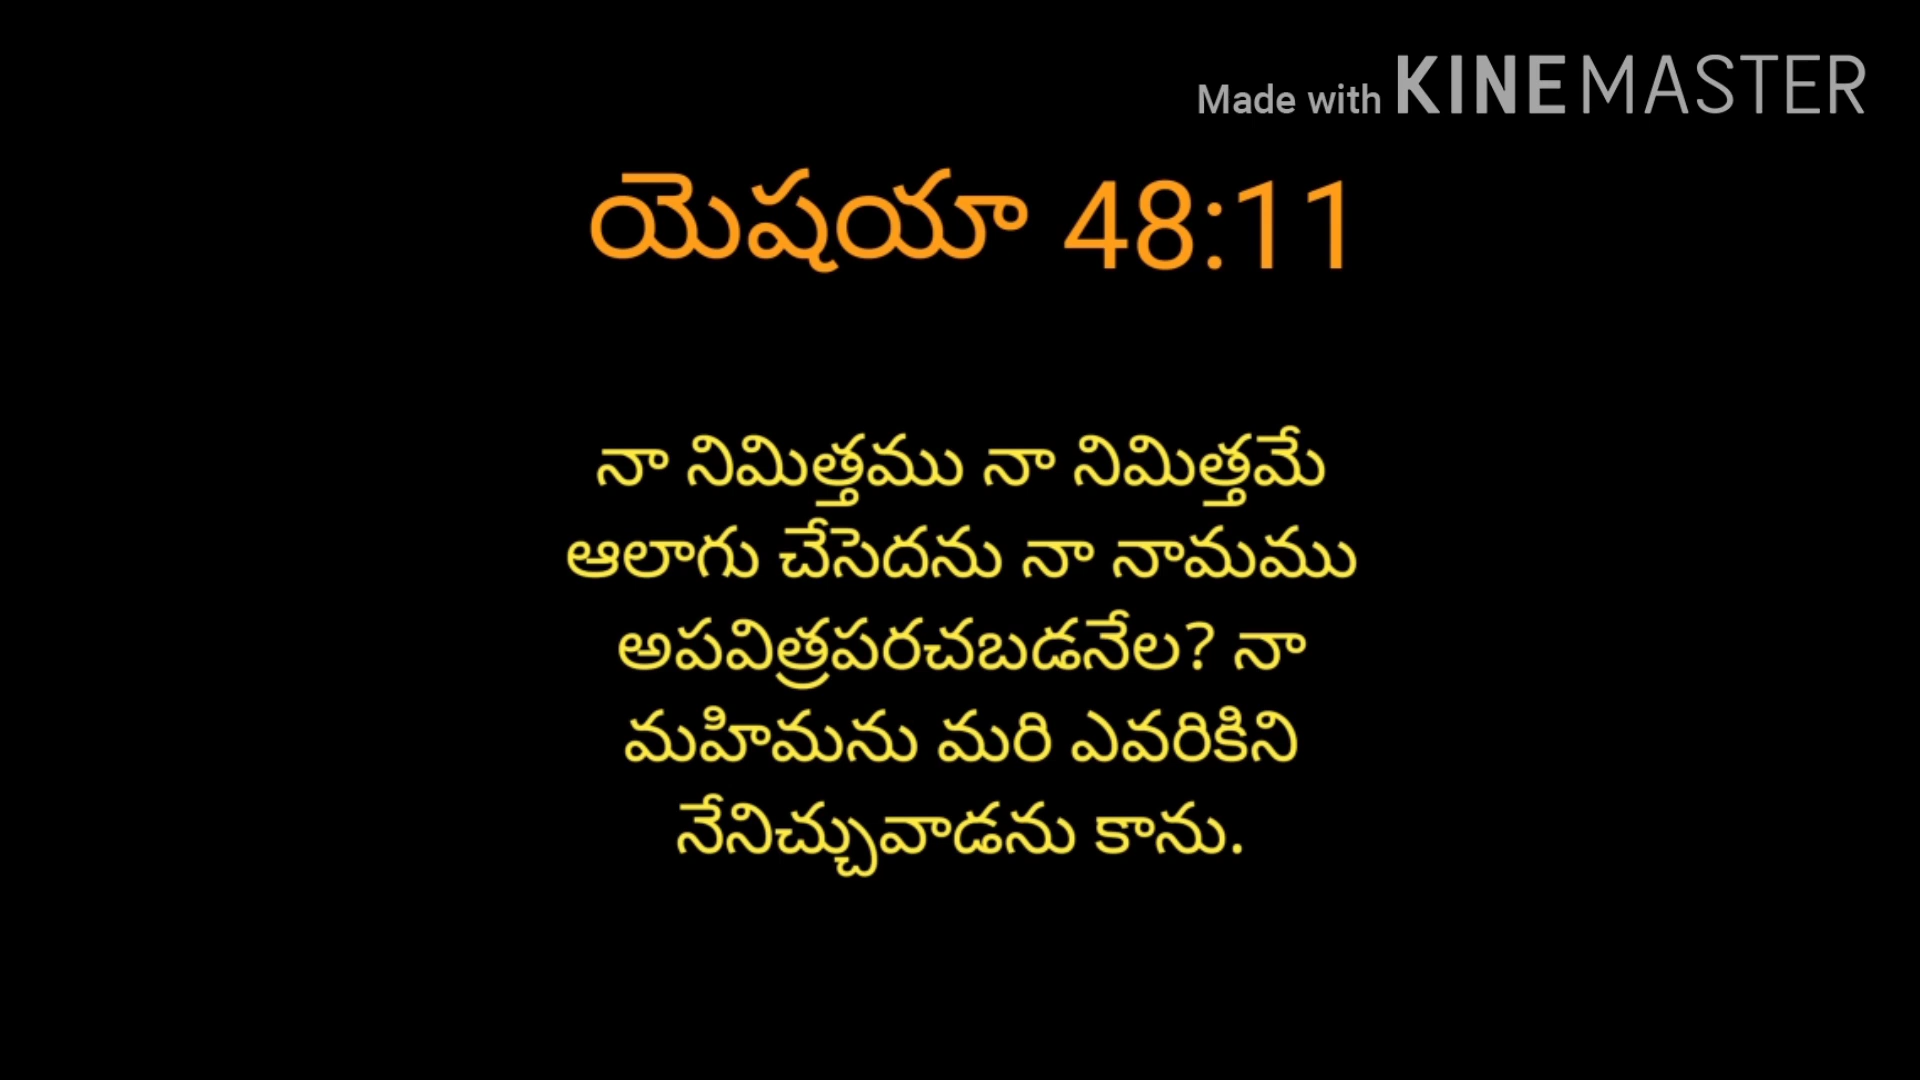 Made with KINEMASTER
యెషయా 48:11
నా నిమిత్తము నా నిమిత్తమే
ఆలాగు చేసెదను నా నామము
అపవిత్రపరచబడనేల? నా
మహిమను మరి ఎవరికిని
నేనిచ్చువాడను కాను.